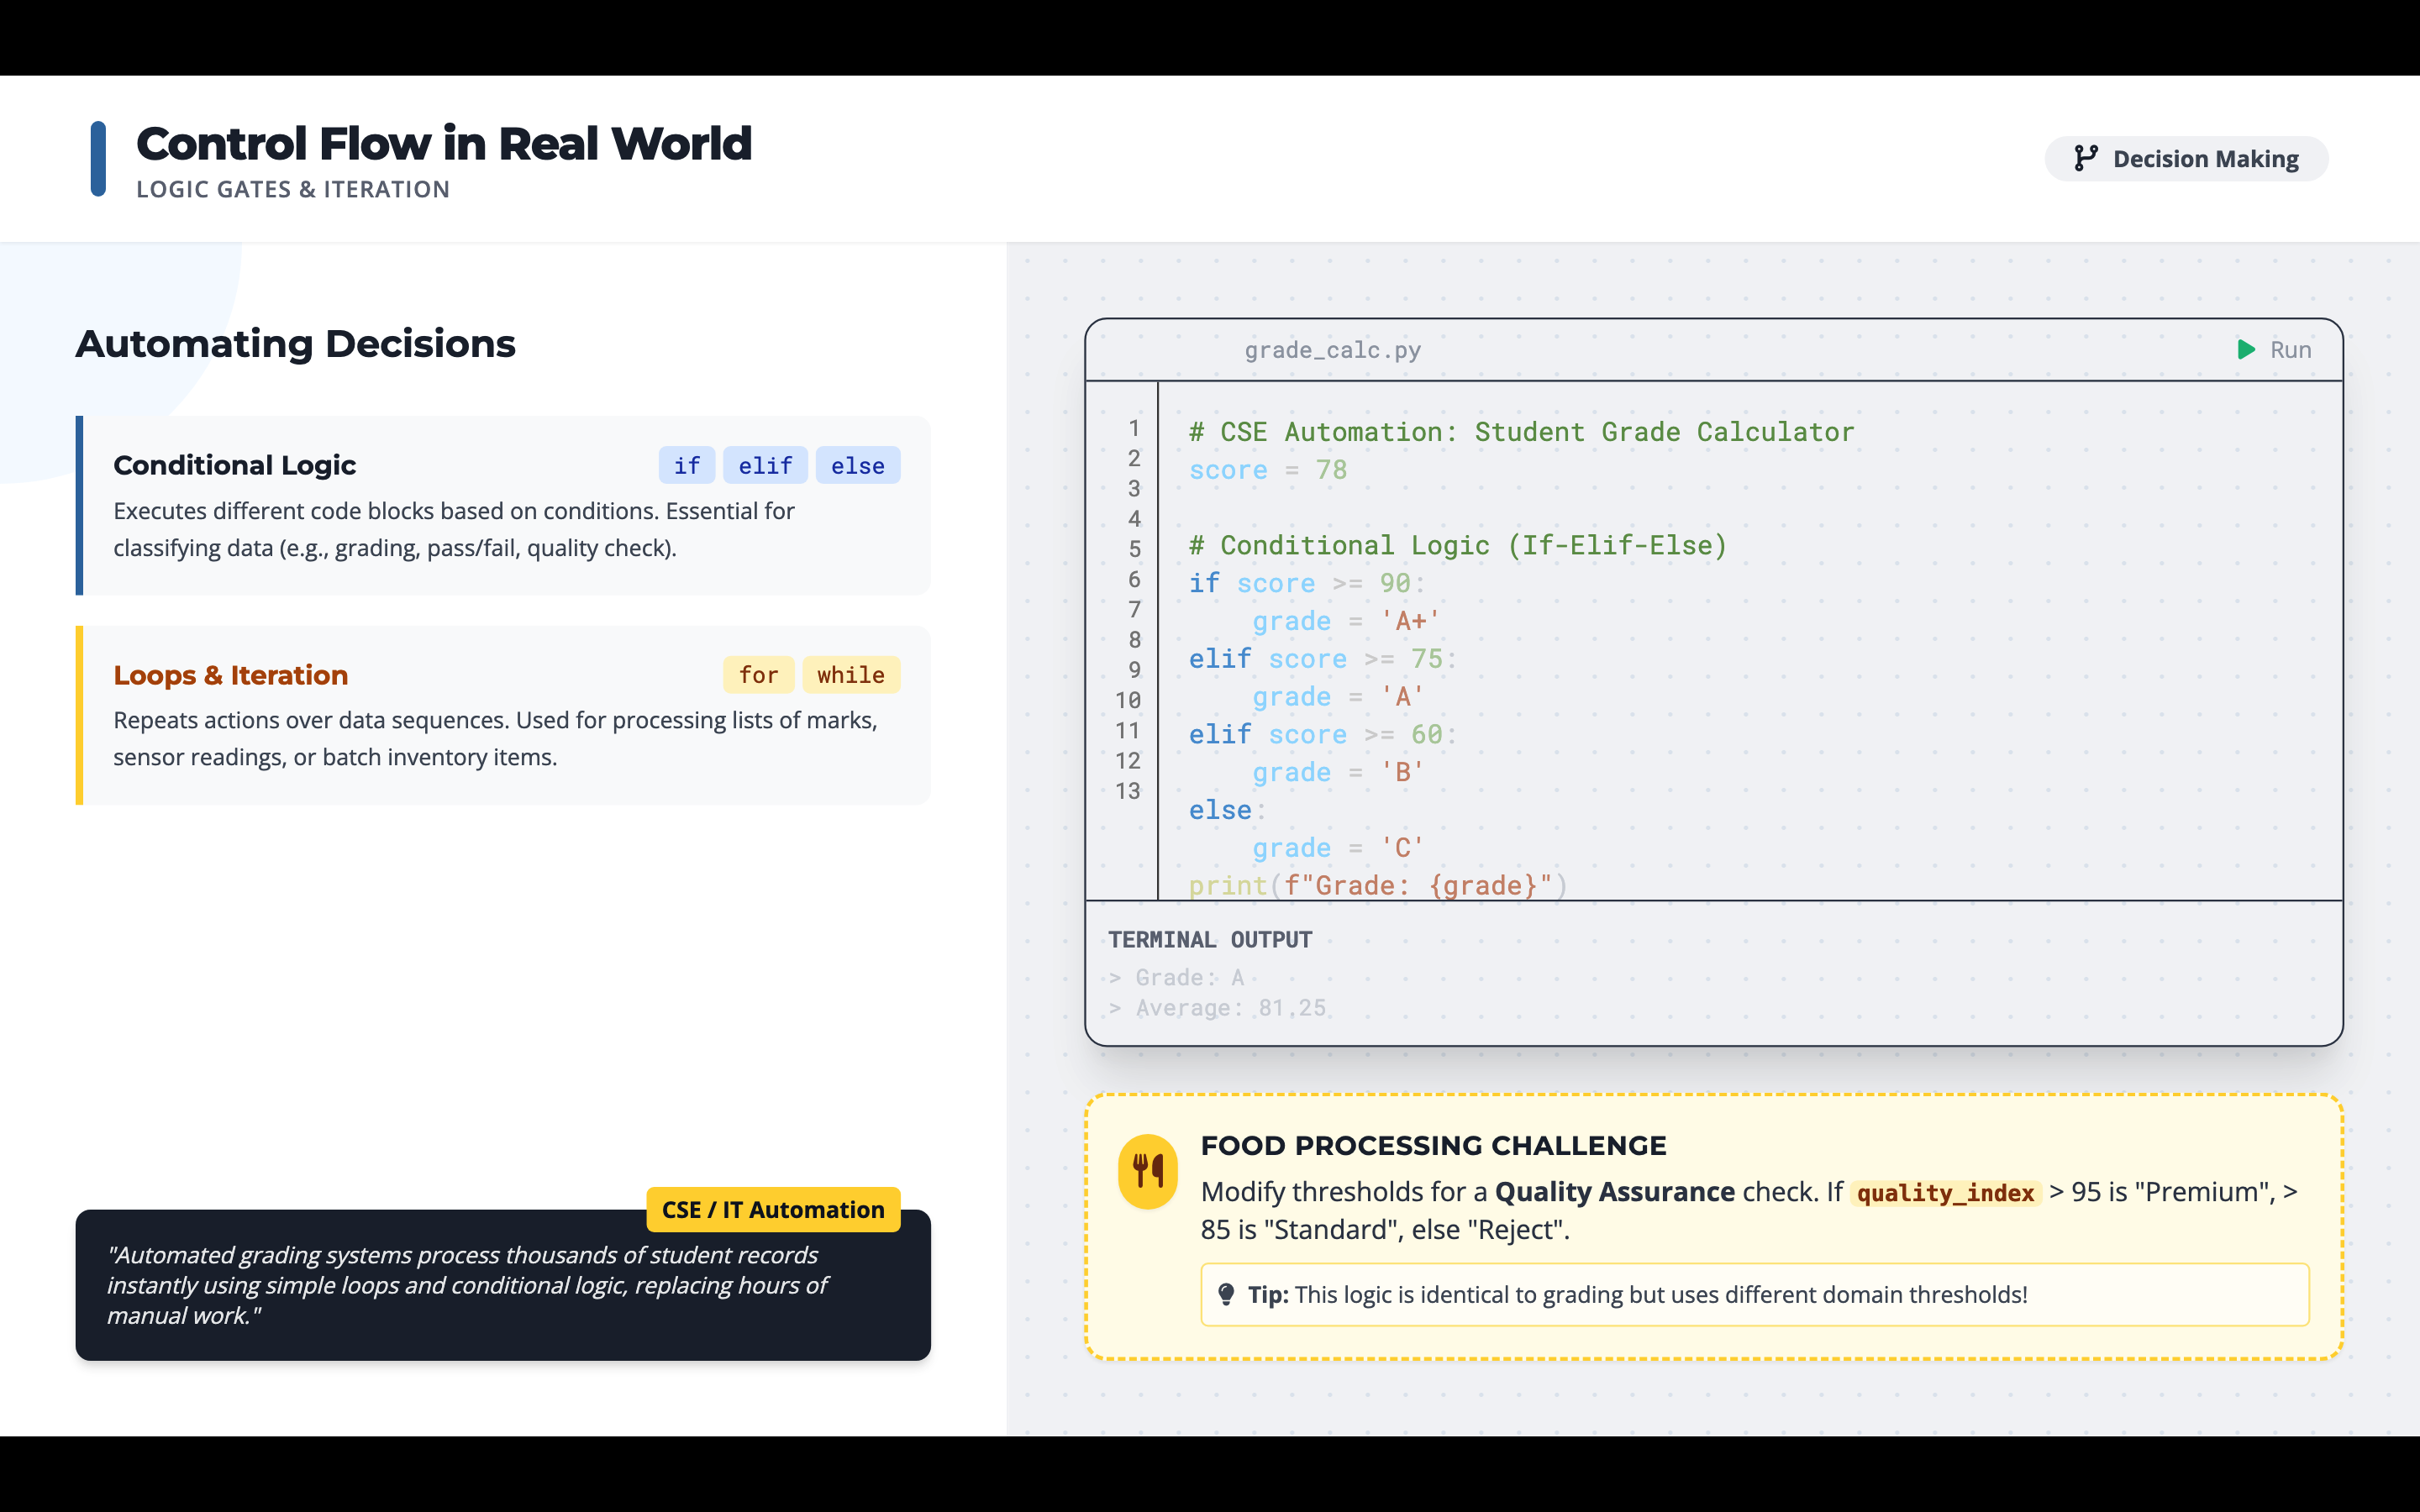 Control Flow in Real World
LOGIC GATES & ITERATION
Decision Making
Automating Decisions
Conditional Logic
if elif else
Executes different code blocks based on conditions. Essential for
classifying data (e.g., grading, pass/fail, quality check).
Loops & Iteration
for while
Repeats actions over data sequences. Used for processing lists of marks,
sensor readings, or batch inventory items.
CSE / IT Automation
"Automated grading systems process thousands of student records
instantly using simple loops and conditional logic, replacing hours of
manual work."
grade_calc.py
Run
1
2
3
4
5
6
7
8
9
10
11
12
13
# CSE Automation: Student Grade Calculator
score = 78
# Conditional Logic (If-Elif-Else)
if score >= 90:
    grade = 'A+'
elif score >= 75:
    grade = 'A'
elif score >= 60:
    grade = 'B'
else:
    grade = 'C'
print(f"Grade: {grade}")
TERMINAL OUTPUT
> Grade: A
> Average: 81.25
FOOD PROCESSING CHALLENGE
Modify thresholds for a Quality Assurance check. If quality_index > 95 is "Premium", >
85 is "Standard", else "Reject".
Tip: This logic is identical to grading but uses different domain thresholds!